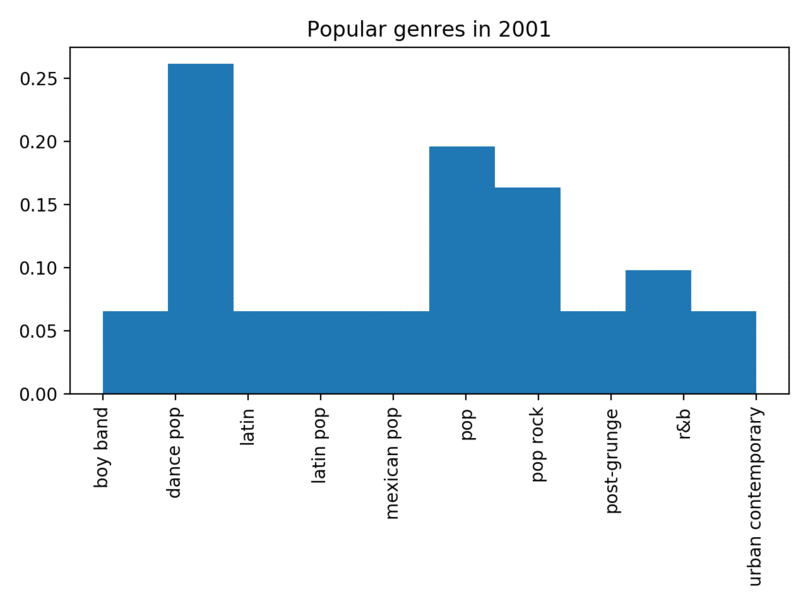 Popular genres in 2001
0.25
0.20
0.15
0.10
0.05
0.00
boy band
dance pop
latin
latin pop
mexican pop
pop
pop rock
post-grunge
r&b
urban contemporary